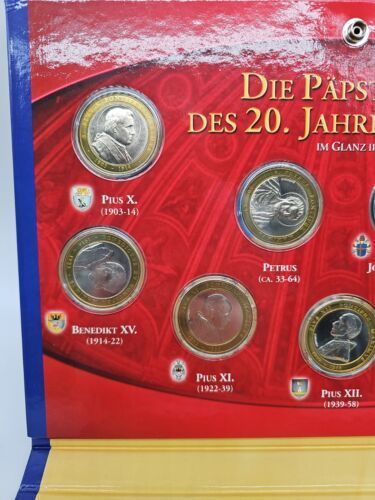 DIE PÄPS
DES 20. JAHR
IM GLANZ
PIUS X.
(1903-14)
PETRUS
(CA. 33-64)
BENEDIKT XV.
(1914-22)
PIUS XI.
(1922-39)
PIUS XII.
(1939-58)